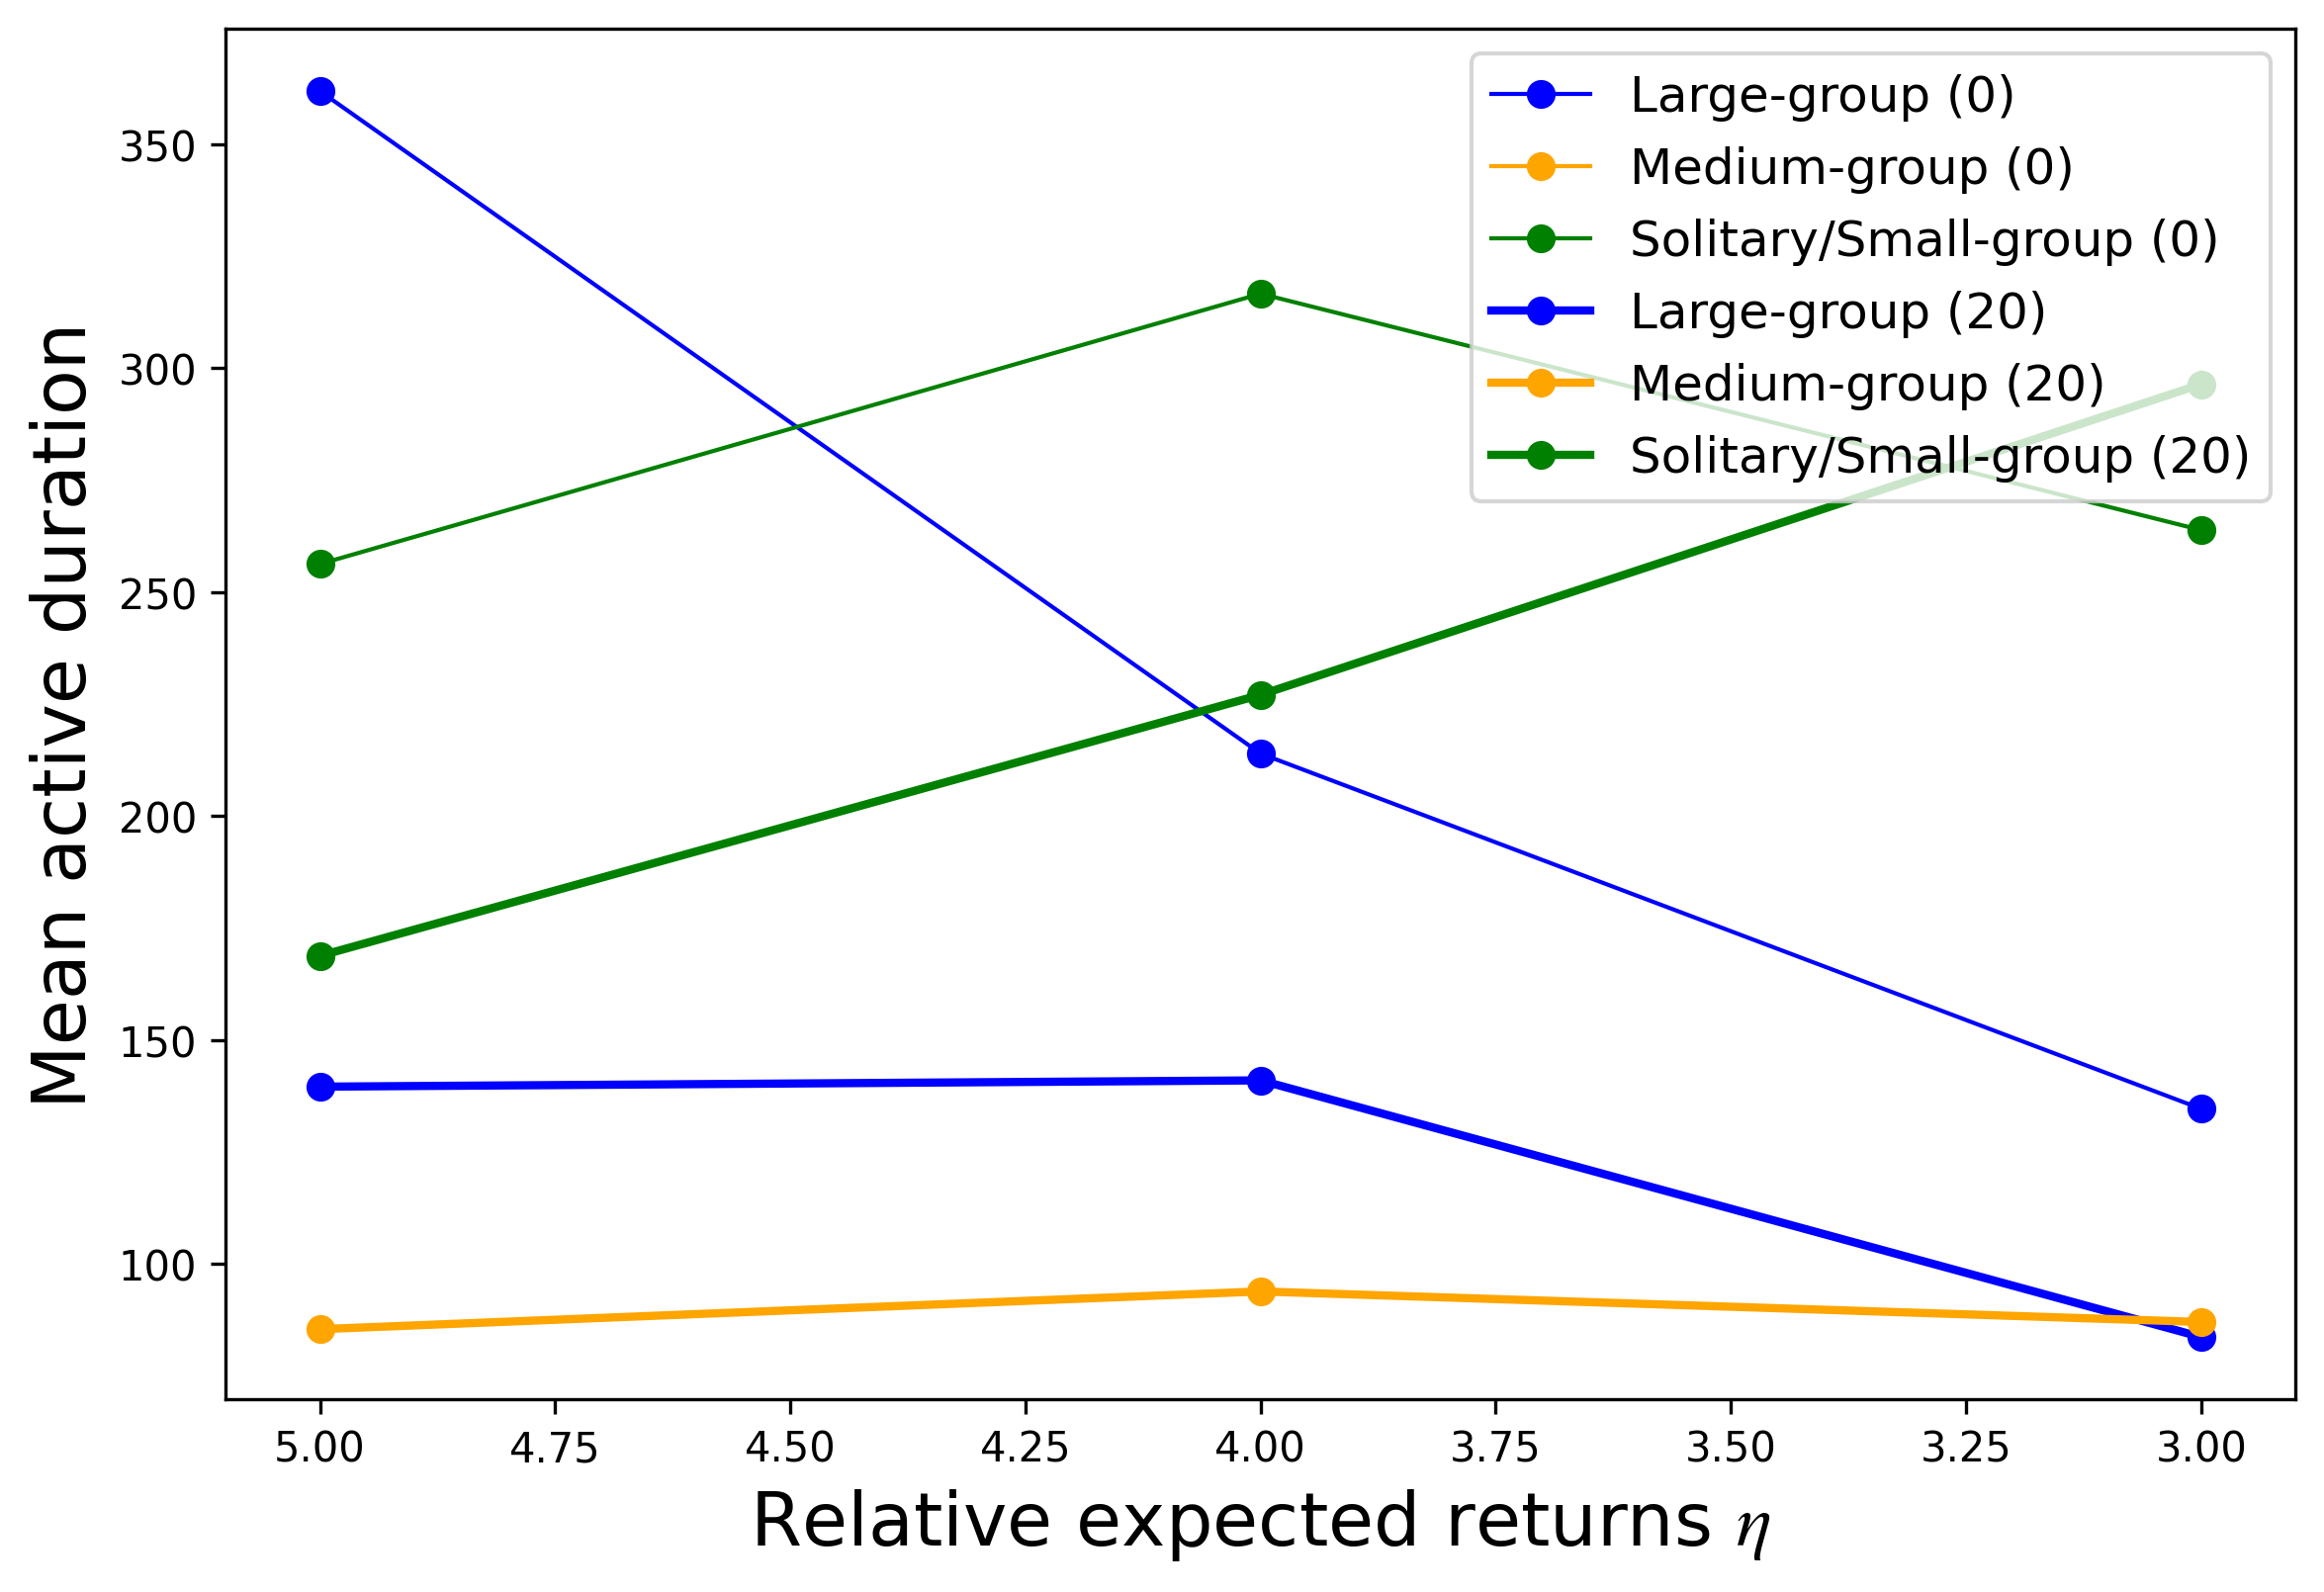 Large-group (0)
Medium-group (0)
Solitary/Small-group (0)
Large-group (20)
Medium-group (20)
Solitary/Small-group (20)
Mean active duration
350
300
250
200
150
100
5.00 4.75 4.50 4.25 4.00 3.75 3.50 3.25 3.00
Relative expected returns η